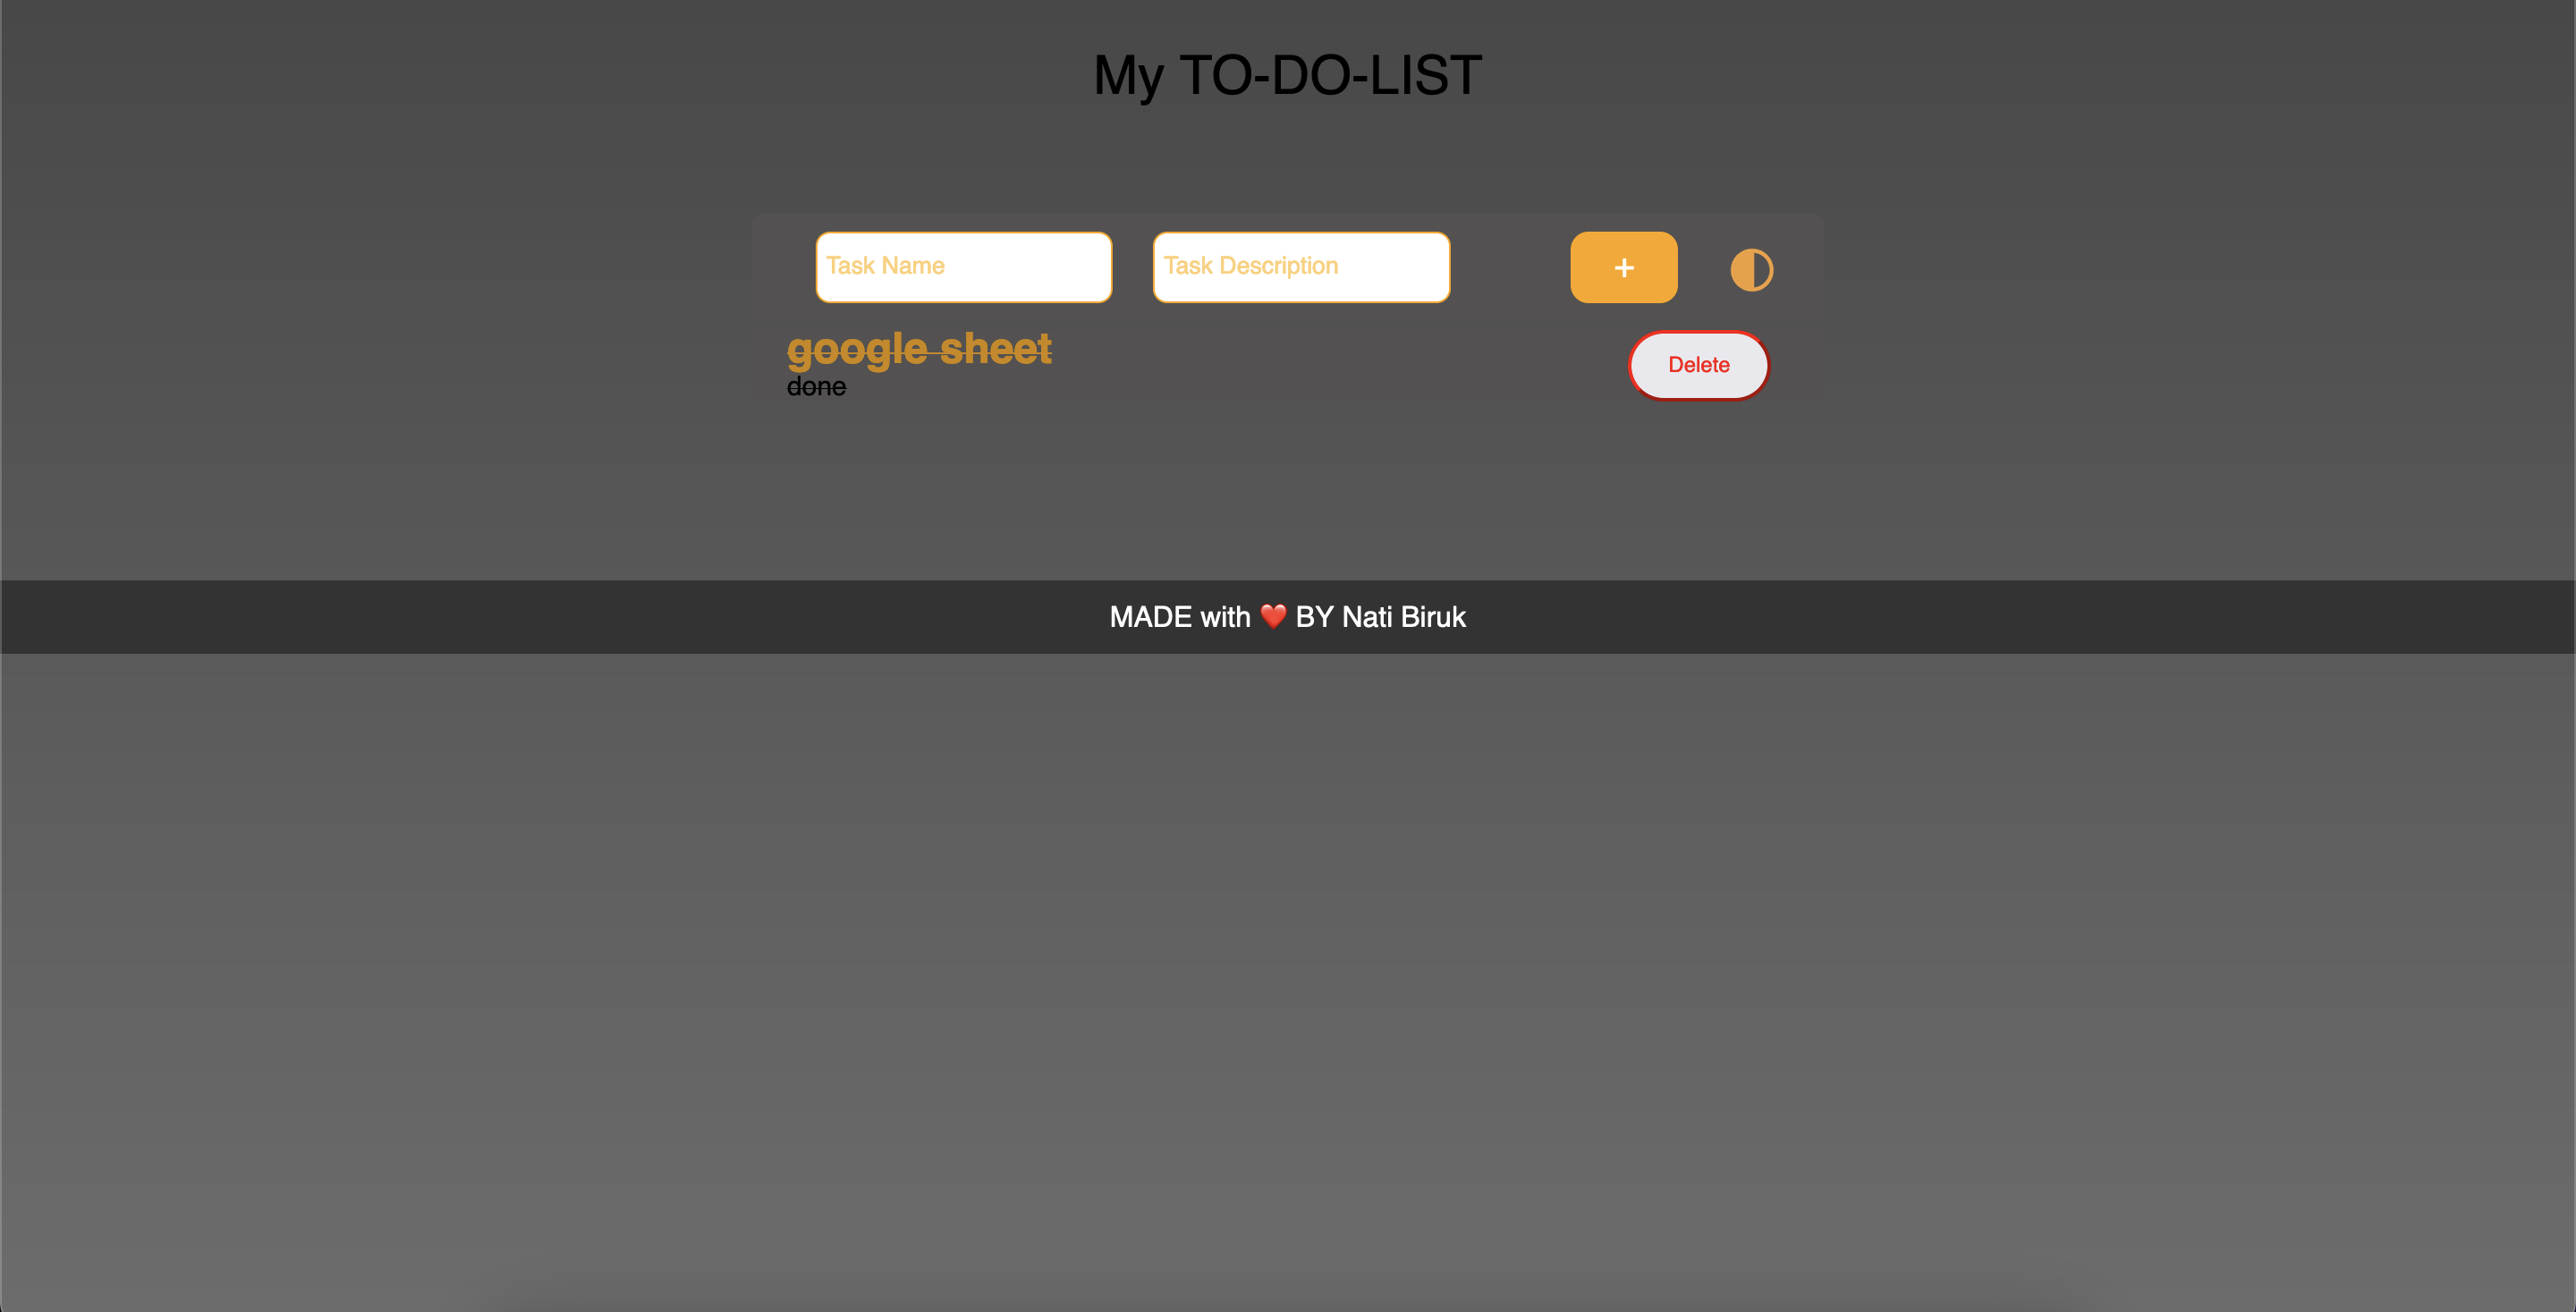 My TO-DO-LIST
Task Name
Task Description
+
google sheet
done
Delete
MADE with ❤️ BY Nati Biruk